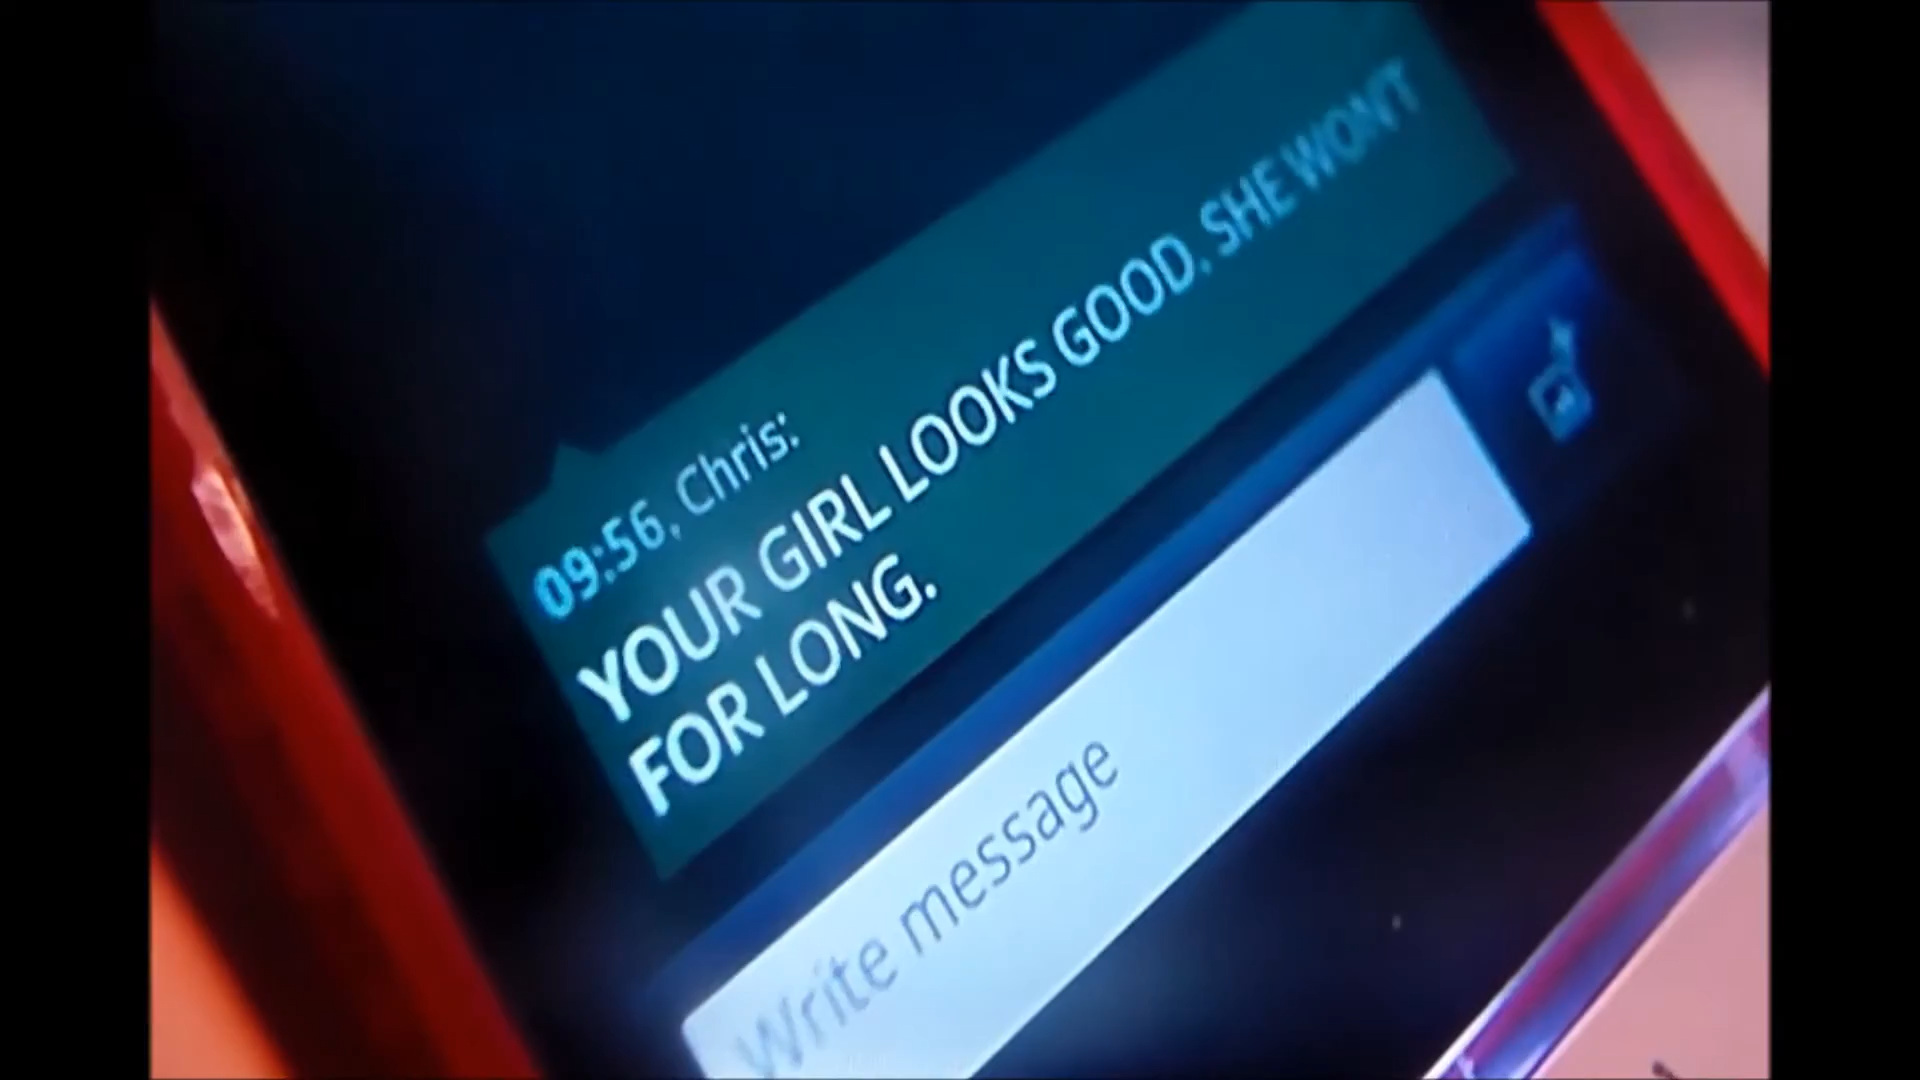 09:56, Chris:
YOUR GIRL LOOKS GOOD. SHE WON'T
FOR LONG.
Write message